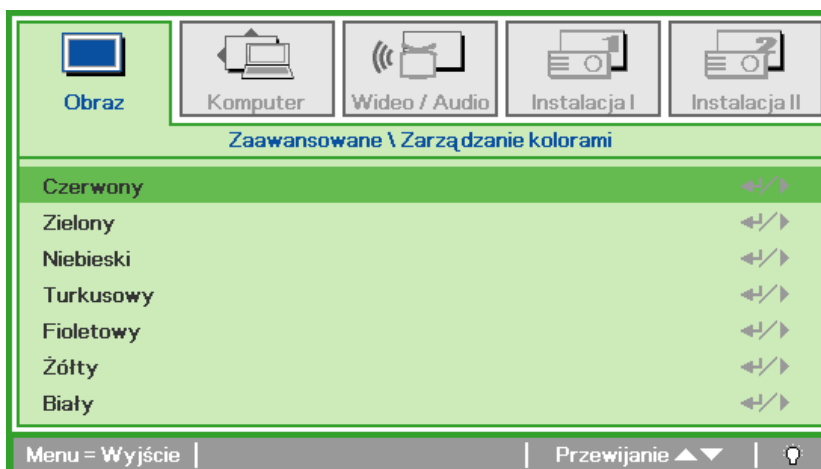 Obraz Komputer Wideo / Audio Instalacja I Instalacja II
Zaawansowane \ Zarządzanie kolorami
Czerwony
Zielony
Niebieski
Turkusowy
Fioletowy
Żółty
Biały
Menu = Wyjście | | Przewijanie ▲▼ |